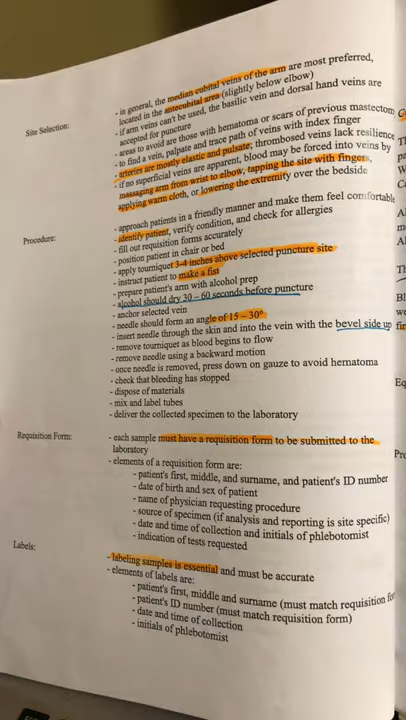 Site Selection:
- in general, the median cubital veins of the arm are most preferred,
located in the antecubital area (slightly below elbow)
- if arm veins can't be used, the basilic vein and dorsal hand veins are
accepted for puncture
- areas to avoid are those with hematoma or scars of previous mastectom
- to find a vein, palpate and trace path of veins with index finger
- arteries are mostly elastic and pulsate; thrombosed veins lack resilience
- if no superficial veins are apparent, blood may be forced into veins by
massaging arm from wrist to elbow, tapping the site with fingers,
applying warm cloth, or lowering the extremity over the bedside
Procedure:
- approach patients in a friendly manner and make them feel comfortable
- identify patient, verify condition, and check for allergies
- fill out requisition forms accurately
- position patient in chair or bed
- apply tourniquet 3-4 inches above selected puncture site
- instruct patient to make a fist
- prepare patient's arm with alcohol prep
- alcohol should dry 30 – 60 seconds before puncture
- anchor selected vein
- needle should form an angle of 15 – 30°
- insert needle through the skin and into the vein with the bevel side up
- remove tourniquet as blood begins to flow
- remove needle using a backward motion
- once needle is removed, press down on gauze to avoid hematoma
- check that bleeding has stopped
- dispose of materials
- mix and label tubes
- deliver the collected specimen to the laboratory
Requisition Form:
- each sample must have a requisition form to be submitted to the
laboratory
- elements of a requisition form are:
- patient's first, middle, and surname, and patient's ID number
- date of birth and sex of patient
- name of physician requesting procedure
- source of specimen (if analysis and reporting is site specific)
- date and time of collection and initials of phlebotomist
- indication of tests requested
Labels:
- labeling samples is essential and must be accurate
- elements of labels are:
- patient's first, middle and surname (must match requisition fo
- patient's ID number (must match requisition form)
- date and time of collection
- initials of phlebotomist